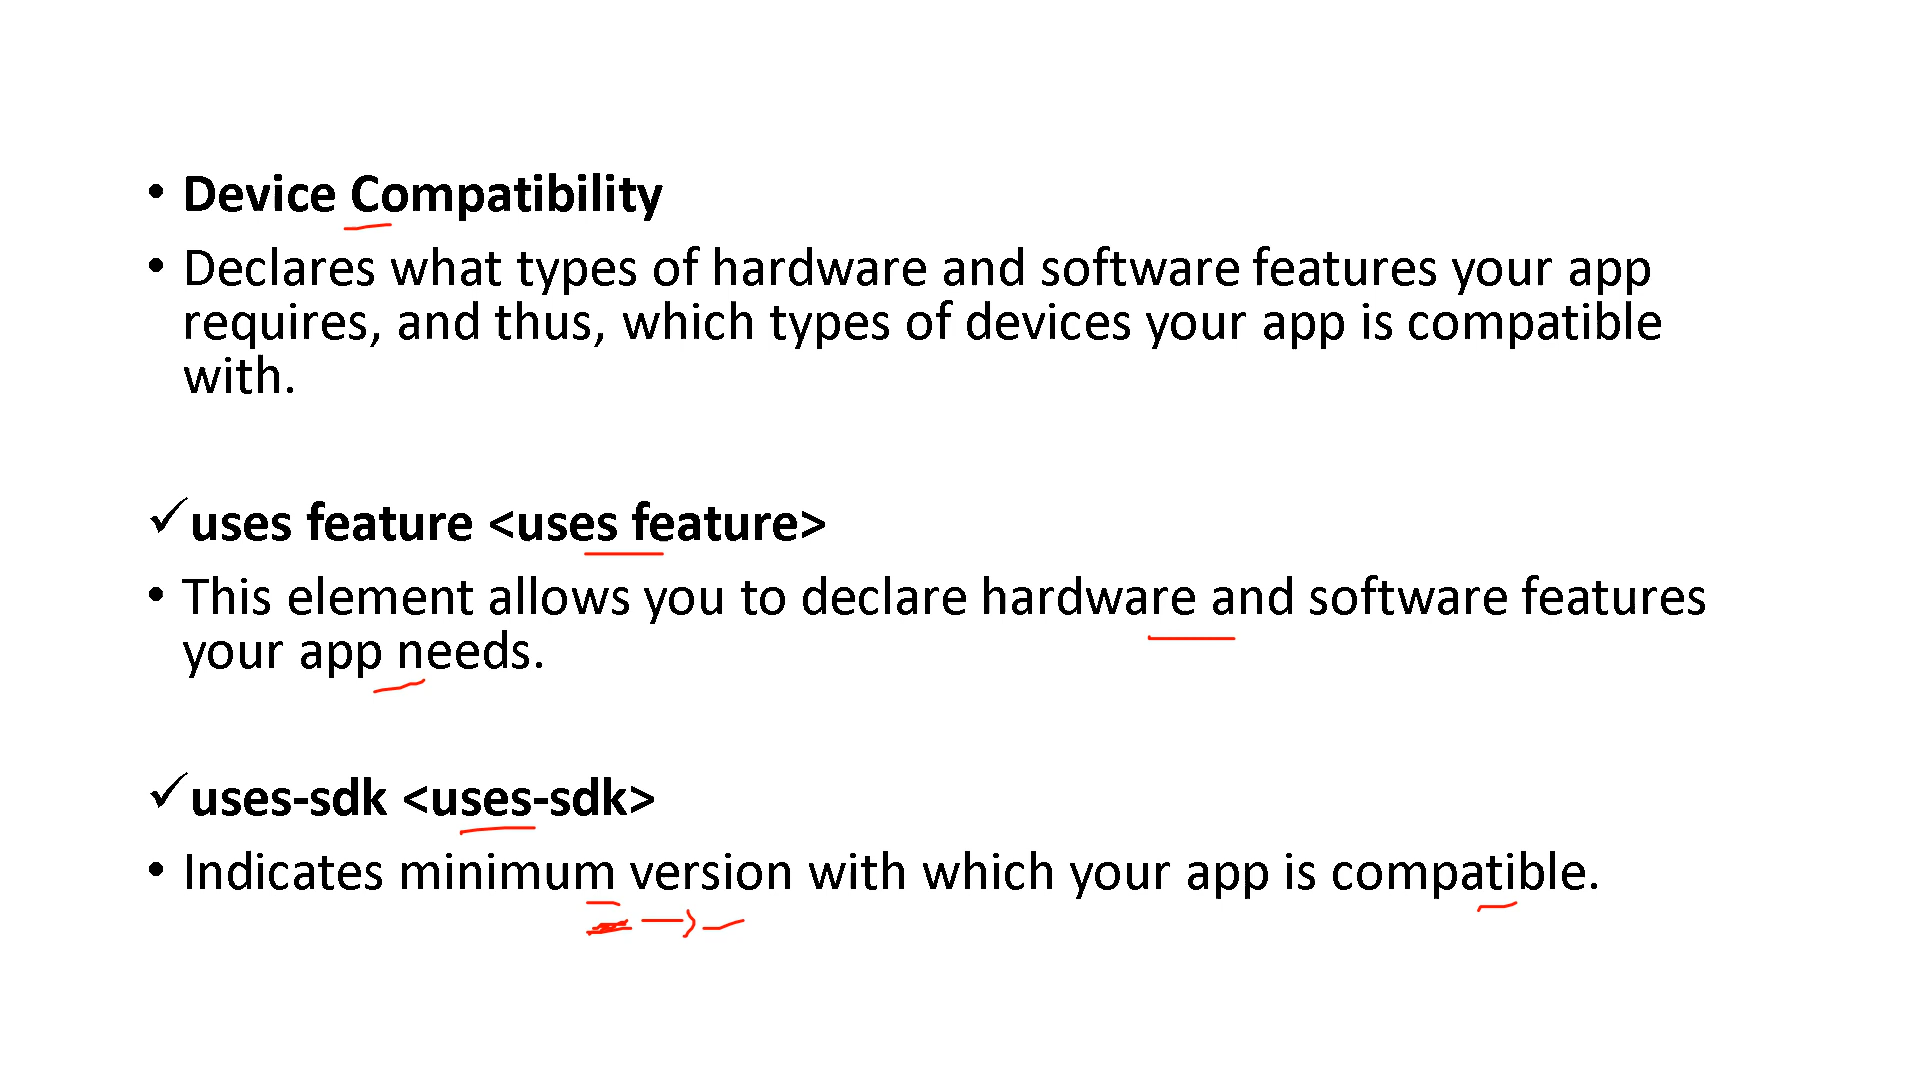 • Device Compatibility
• Declares what types of hardware and software features your app
requires, and thus, which types of devices your app is compatible
with.
✓uses feature <uses feature>
• This element allows you to declare hardware and software features
your app needs.
✓uses-sdk <uses-sdk>
• Indicates minimum version with which your app is compatible.